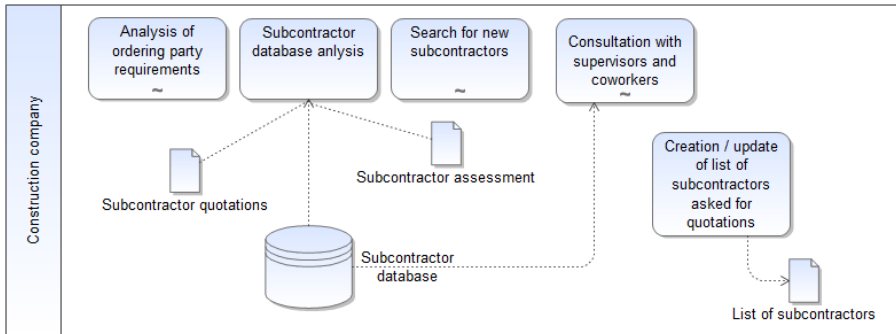 Construction company
Analysis of
ordering party
requirements
~
Subcontractor
database anlysis
Search for new
subcontractors
~
Consultation with
supervisors and
coworkers
~
Subcontractor quotations
Subcontractor assessment
Creation / update
of list of
subcontractors
asked for
quotations
Subcontractor
database
List of subcontractors